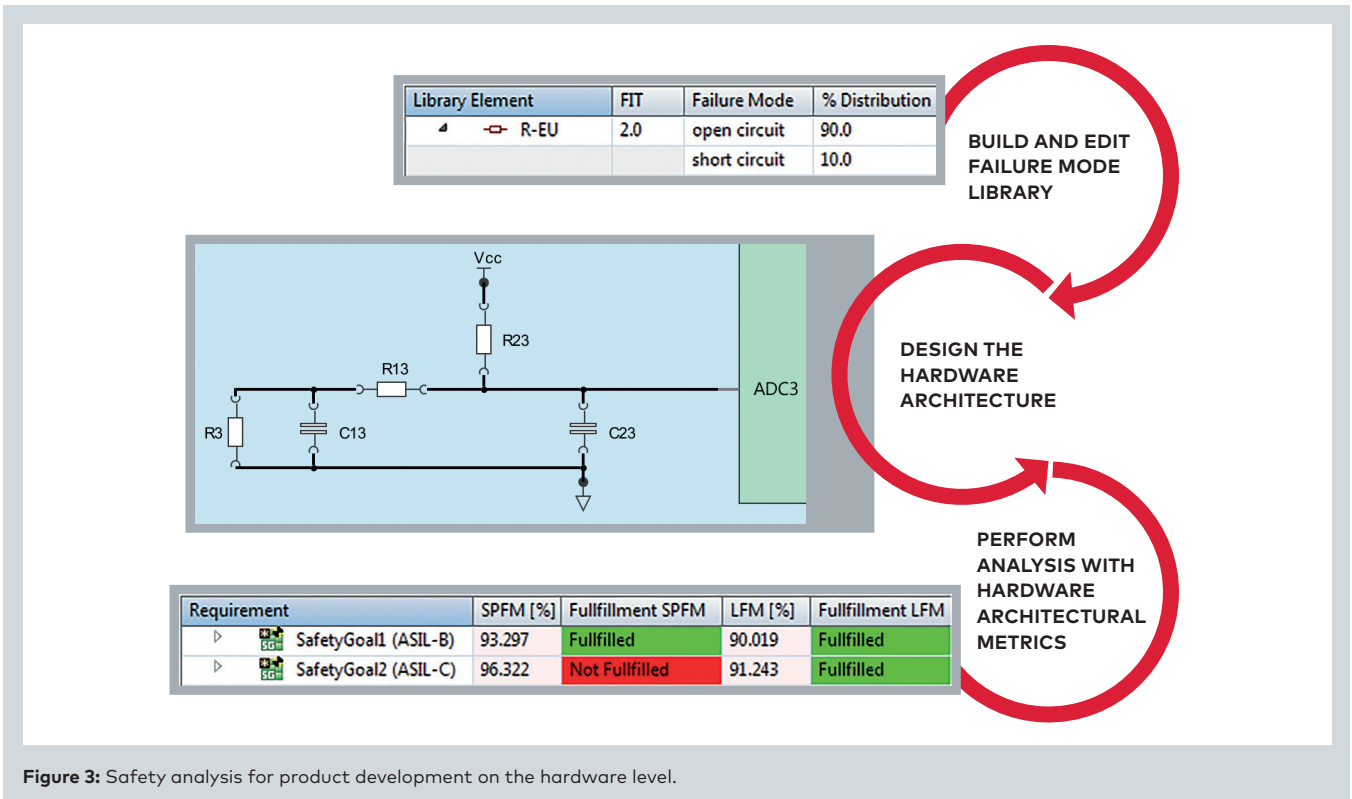 Library Element FIT Failure Mode % Distribution
R-EU 2.0 open circuit 90.0
short circuit 10.0
BUILD AND EDIT
FAILURE MODE
LIBRARY
Vcc
R23
R13
ADC3
R3
C13
C23
DESIGN THE
HARDWARE
ARCHITECTURE
PERFORM
ANALYSIS WITH
HARDWARE
ARCHITECTURAL
METRICS
Requirement SPFM [%] Fullfillment SPFM LFM [%] Fullfillment LFM
SG SafetyGoal1 (ASIL-B) 93.297 Fullfilled 90.019 Fullfilled
SG SafetyGoal2 (ASIL-C) 96.322 Not Fullfilled 91.243 Fullfilled
Figure 3: Safety analysis for product development on the hardware level.